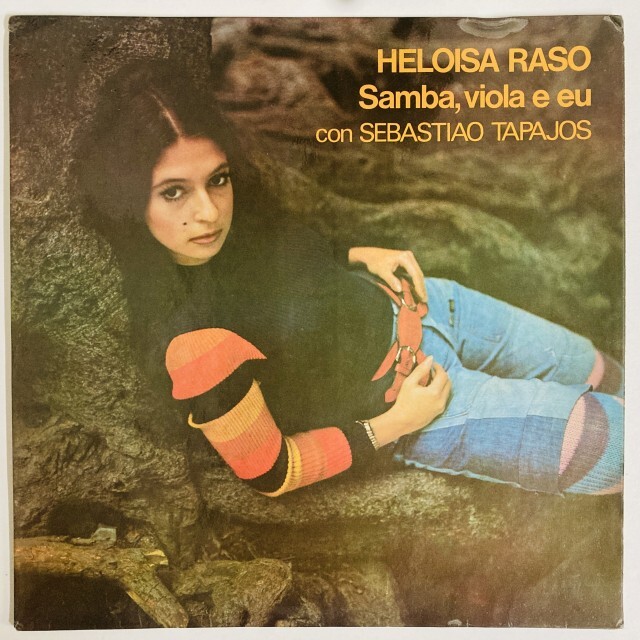 HELOISA RASO
Samba, viola e eu
con SEBASTIAO TAPAJOS